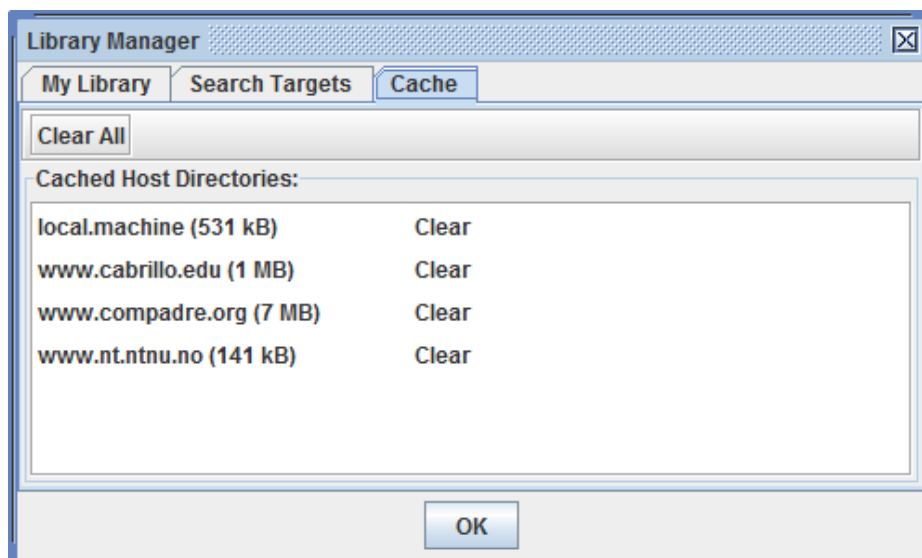 Library Manager
My Library Search Targets Cache
Clear All
Cached Host Directories:
local.machine (531 kB) Clear
www.cabrillo.edu (1 MB) Clear
www.compadre.org (7 MB) Clear
www.nt.ntnu.no (141 kB) Clear
OK